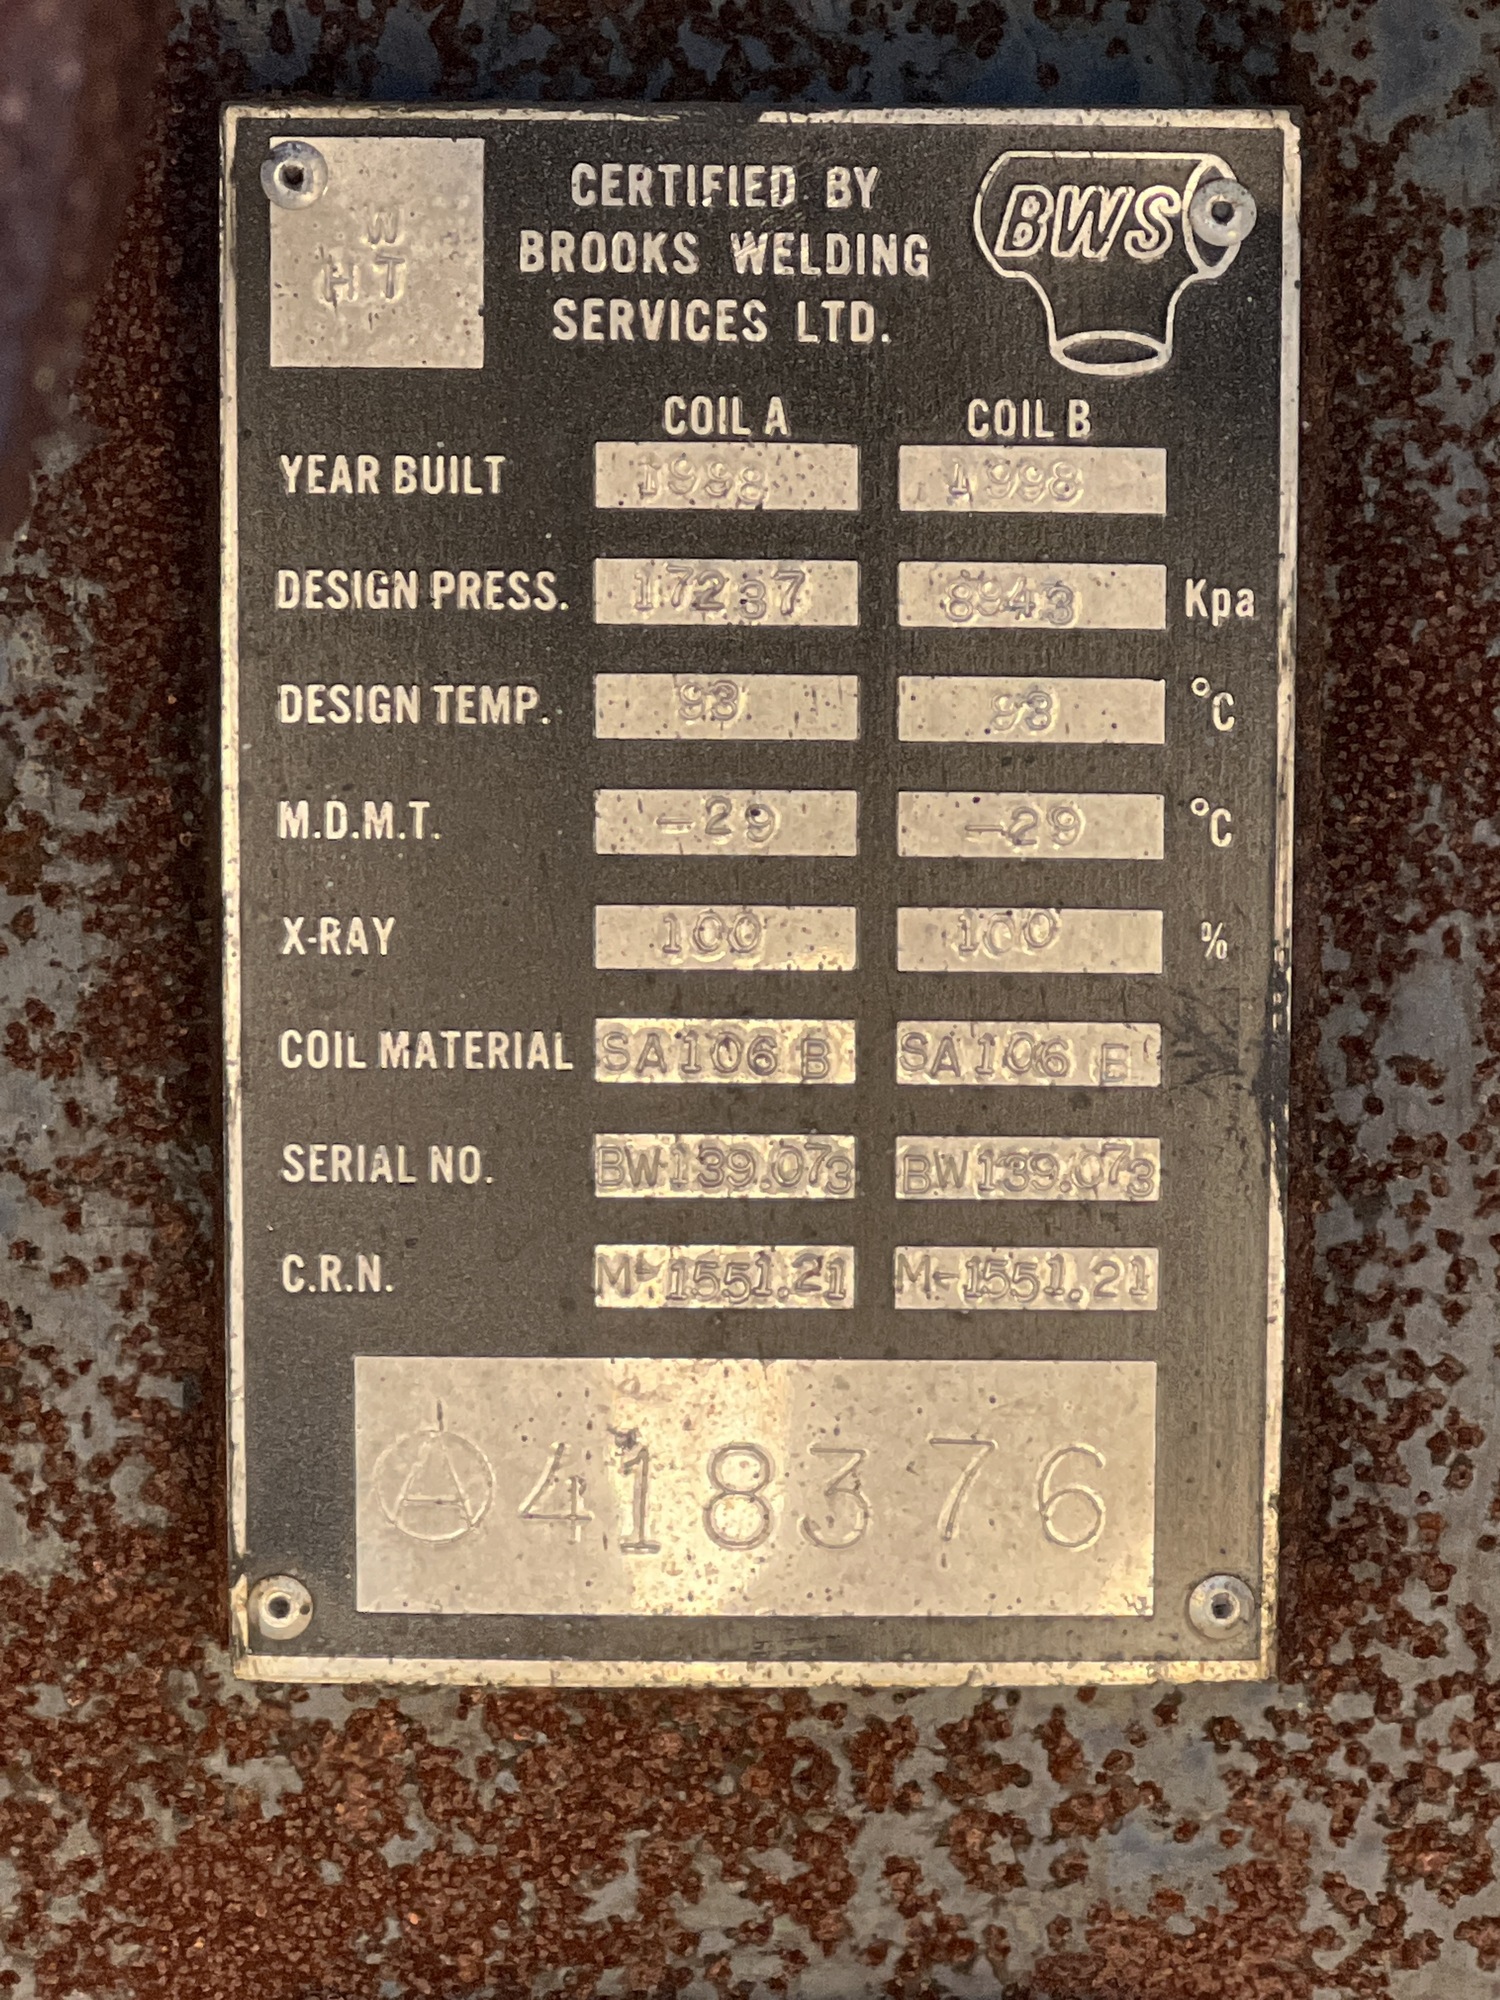 W
HT
CERTIFIED BY
BROOKS WELDING
SERVICES LTD.
BWS
COIL A COIL B
YEAR BUILT 1998 1998
DESIGN PRESS. 17237 8943 Kpa
DESIGN TEMP. 93 93 °C
M.D.M.T. -29 -29 °C
X-RAY 100 100 %
COIL MATERIAL SA106 B SA106 B
SERIAL NO. BW139.073 BW139.073
C.R.N. M-1551.21 M-1551.21
A 418376